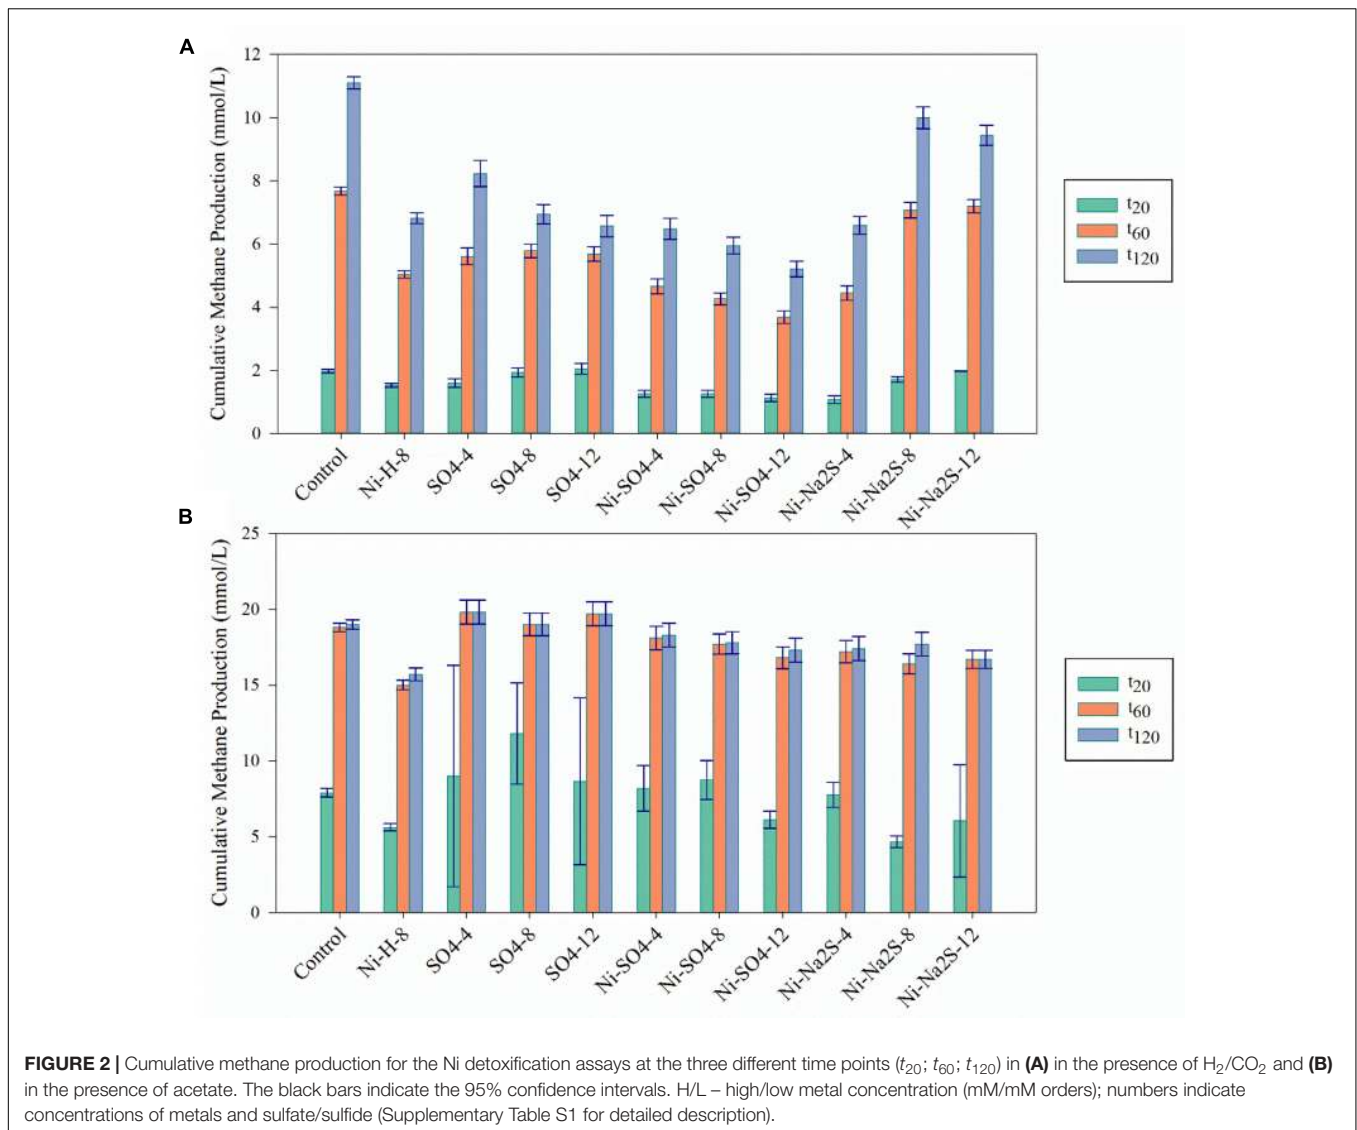 A
Cumulative Methane Production (mmol/L)
12
10
8
6
4
2
0
Control
Ni-H-8
SO4-4
SO4-8
SO4-12
Ni-SO4-4
Ni-SO4-8
Ni-SO4-12
Ni-Na2S-4
Ni-Na2S-8
Ni-Na2S-12
t20
t60
t120
B
Cumulative Methane Production (mmol/L)
25
20
15
10
5
0
Control
Ni-H-8
SO4-4
SO4-8
SO4-12
Ni-SO4-4
Ni-SO4-8
Ni-SO4-12
Ni-Na2S-4
Ni-Na2S-8
Ni-Na2S-12
t20
t60
t120
FIGURE 2 | Cumulative methane production for the Ni detoxification assays at the three different time points (t20; t60; t120) in (A) in the presence of H2/CO2 and (B)
in the presence of acetate. The black bars indicate the 95% confidence intervals. H/L – high/low metal concentration (mM/mM orders); numbers indicate
concentrations of metals and sulfate/sulfide (Supplementary Table S1 for detailed description).